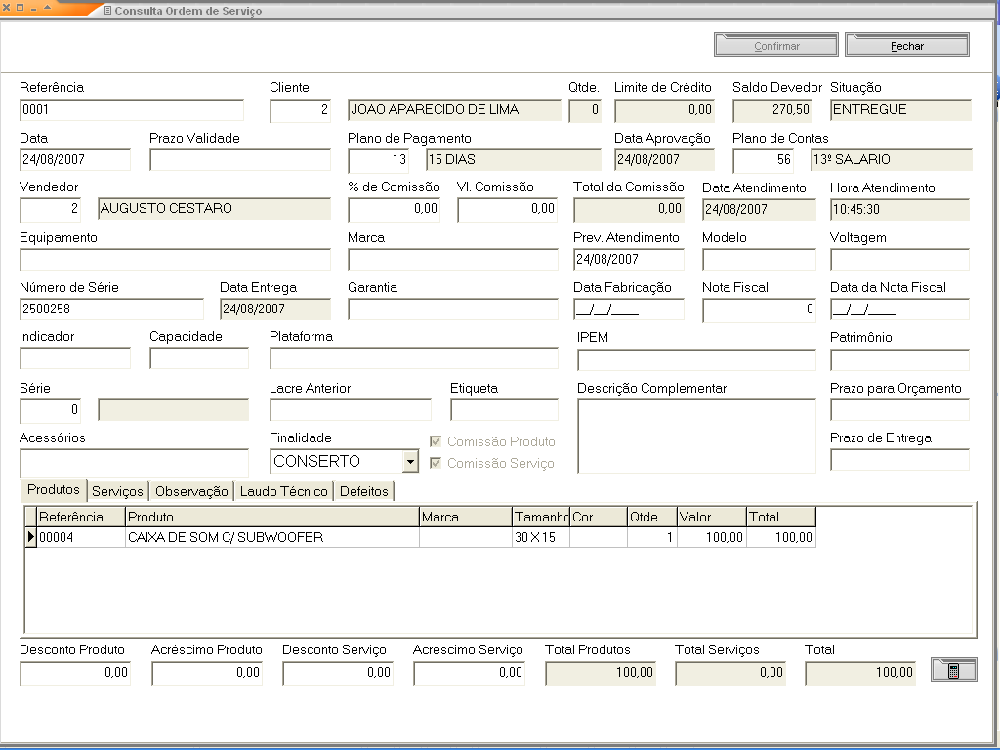 Consulta Ordem de Serviço
Confirmar Fechar
Referência Cliente Qtde. Limite de Crédito Saldo Devedor Situação
0001 2 JOAO APARECIDO DE LIMA 0 0,00 270,50 ENTREGUE
Data Prazo Validade Plano de Pagamento Data Aprovação Plano de Contas
24/08/2007 13 15 DIAS 24/08/2007 56 13º SALARIO
Vendedor % de Comissão Vl. Comissão Total da Comissão Data Atendimento Hora Atendimento
2 AUGUSTO CESTARO 0,00 0,00 0,00 24/08/2007 10:45:30
Equipamento Marca Prev. Atendimento Modelo Voltagem
24/08/2007
Número de Série Data Entrega Garantia Data Fabricação Nota Fiscal Data da Nota Fiscal
2500258 24/08/2007 __/__/____ 0 __/__/____
Indicador Capacidade Plataforma IPEM Patrimônio
Série Lacre Anterior Etiqueta Descrição Complementar Prazo para Orçamento
0
Acessórios Finalidade Comissão Produto Prazo de Entrega
CONSERTO Comissão Serviço
Produtos Serviços Observação Laudo Técnico Defeitos
Referência Produto Marca Tamanho Cor Qtde. Valor Total
00004 CAIXA DE SOM C/ SUBWOOFER 30X15 1 100,00 100,00
Desconto Produto Acréscimo Produto Desconto Serviço Acréscimo Serviço Total Produtos Total Serviços Total
0,00 0,00 0,00 0,00 100,00 0,00 100,00